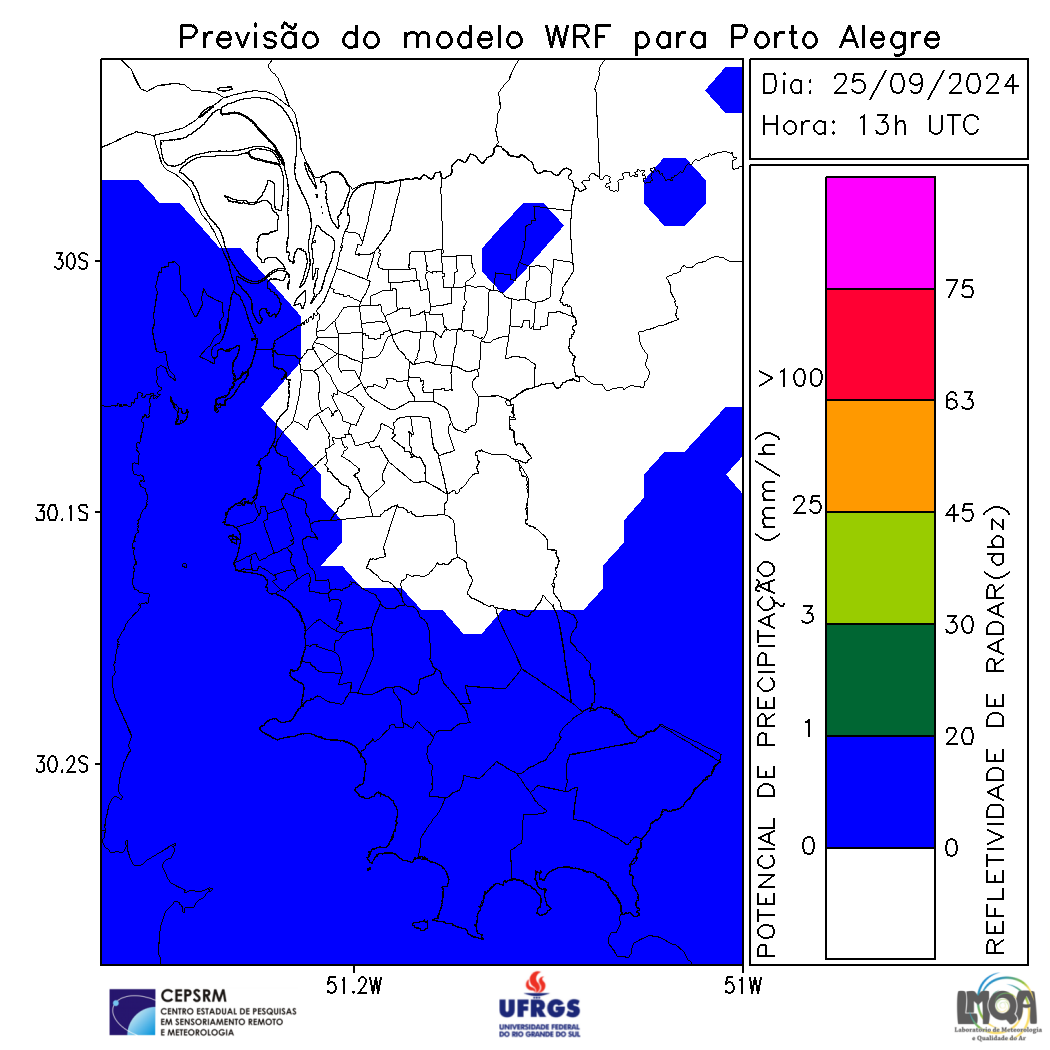 Previsão do modelo WRF para Porto Alegre
Dia: 25/09/2024
Hora: 13h UTC
30S
30.1S
30.2S
51.2W
51W
POTENCIAL DE PRECIPITAÇÃO (mm/h)
>100
25
3
1
0
75
63
45
30
20
0
REFLETIVIDADE DE RADAR(dbz)
CEPSRM
CENTRO ESTADUAL DE PESQUISAS
EM SENSORIAMENTO REMOTO
E METEOROLOGIA
UFRGS
UNIVERSIDADE FEDERAL
DO RIO GRANDE DO SUL
LMQA
Laboratório de Meteorologia
e Qualidade do Ar